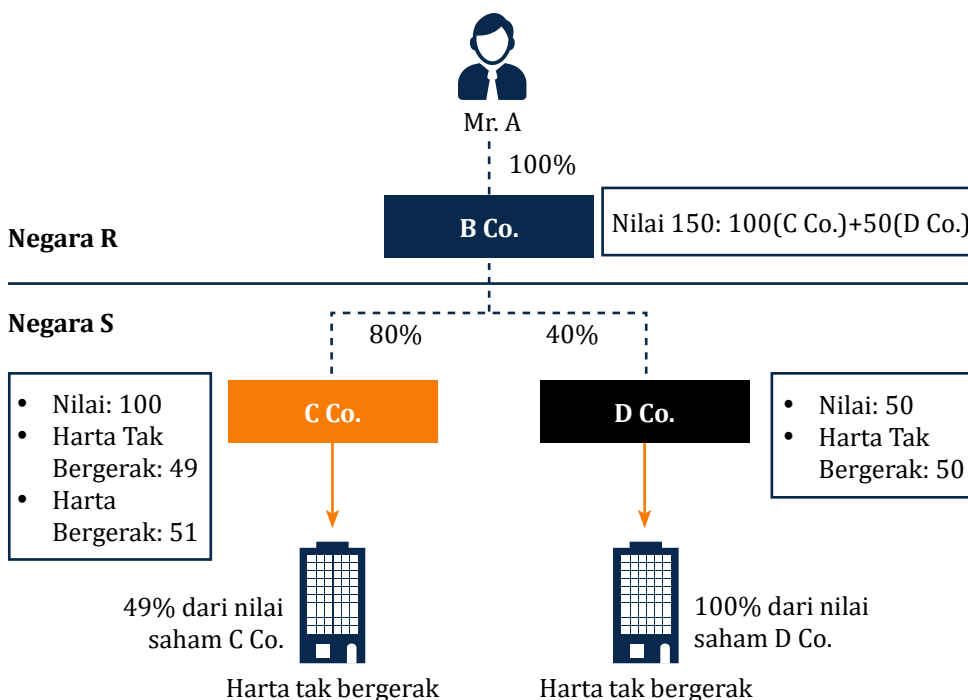 Mr. A
100%
B Co.
Nilai 150: 100(C Co.)+50(D Co.)
Negara R
Negara S
80%
40%
• Nilai: 100
• Harta Tak
Bergerak: 49
• Harta
Bergerak: 51
C Co.
D Co.
• Nilai: 50
• Harta Tak
Bergerak: 50
49% dari nilai
saham C Co.
100% dari nilai
saham D Co.
Harta tak bergerak
Harta tak bergerak